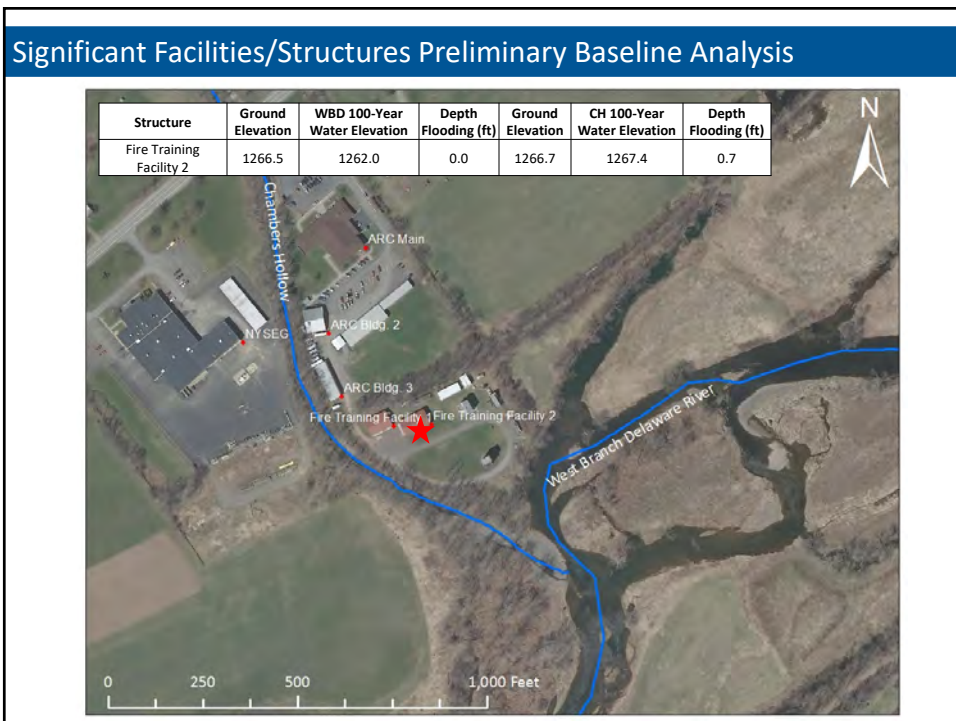 Significant Facilities/Structures Preliminary Baseline Analysis
Structure Ground Elevation WBD 100-Year Water Elevation Depth Flooding (ft) Ground Elevation CH 100-Year Water Elevation Depth Flooding (ft)
Fire Training Facility 2 1266.5 1262.0 0.0 1266.7 1267.4 0.7
N
Chambers Hollow
ARC Main
NYSEG
ARC Bldg. 2
ARC Bldg. 3
Fire Training Facility 1
Fire Training Facility 2
West Branch Delaware River
0 250 500 1,000 Feet